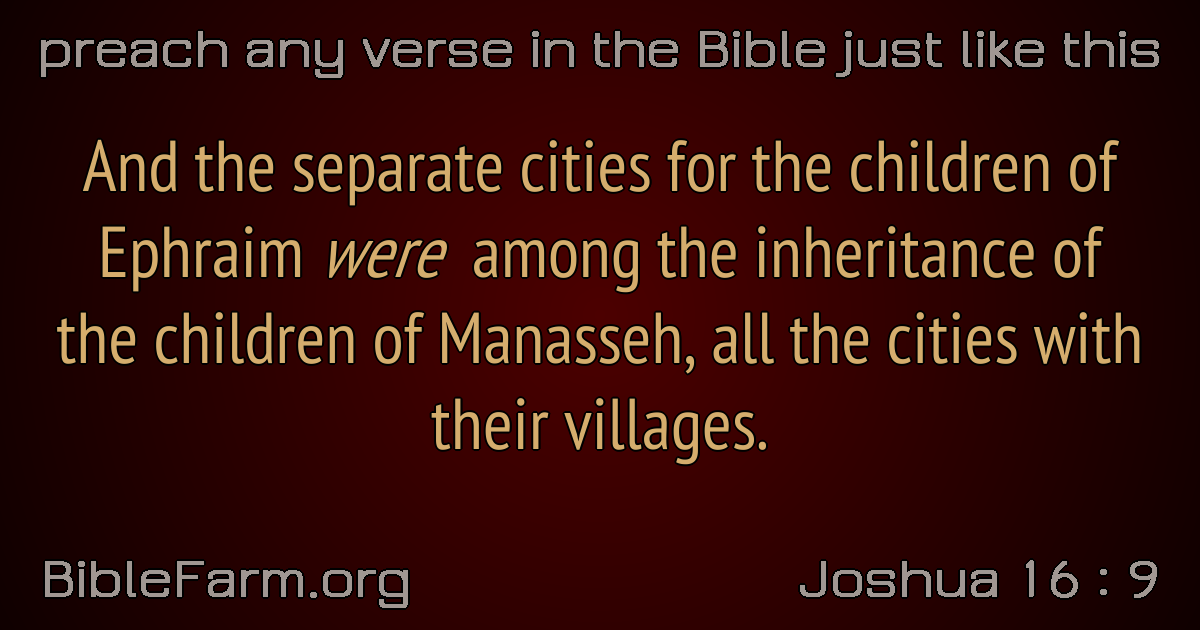 preach any verse in the Bible just like this
And the separate cities for the children of
Ephraim were among the inheritance of
the children of Manasseh, all the cities with
their villages.
BibleFarm.org
Joshua 16 : 9